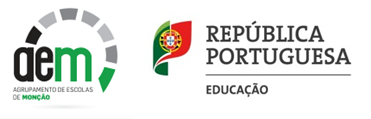 aem
AGRUPAMENTO DE ESCOLAS
DE MONÇÃO
REPÚBLICA
PORTUGUESA
EDUCAÇÃO